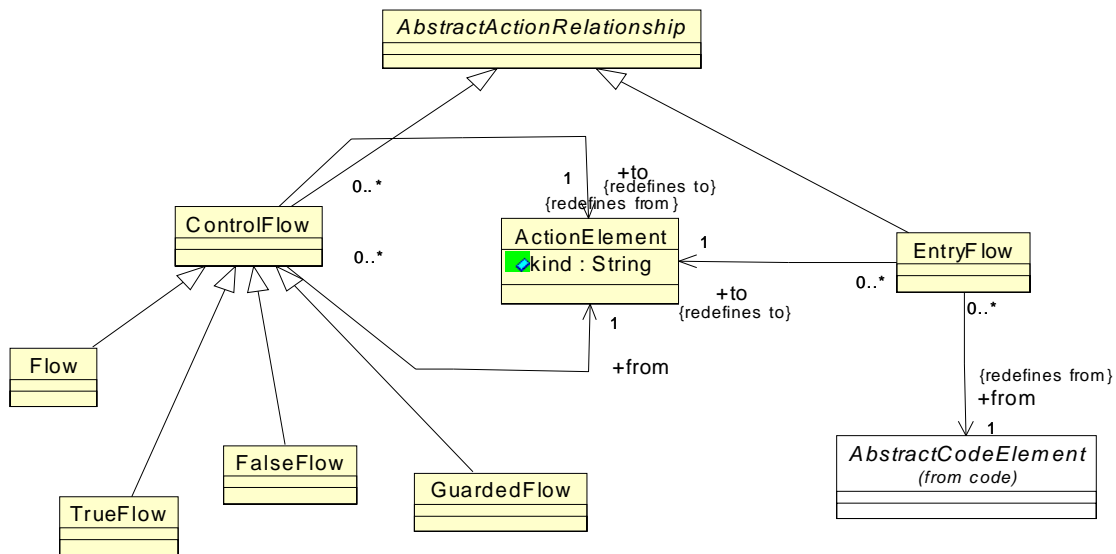 AbstractActionRelationship
0..*
1
+to
{redefines to}
{redefines from}
ControlFlow
0..*
ActionElement
kind : String
1
0..*
EntryFlow
+to
{redefines to}
0..*
1
+from
Flow
{redefines from}
+from
1
FalseFlow
GuardedFlow
TrueFlow
AbstractCodeElement
(from code)